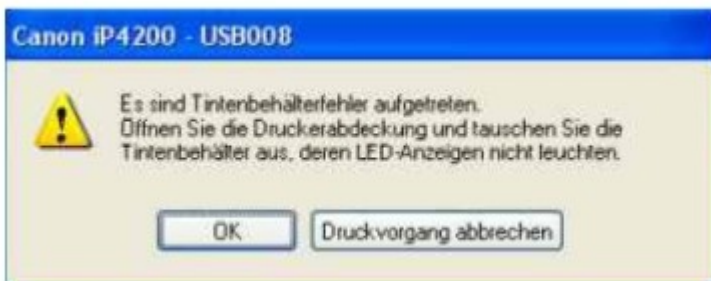 Canon iP4200 - USB008
Es sind Tintenbehälterfehler aufgetreten.
Öffnen Sie die Druckerabdeckung und tauschen Sie die
Tintenbehälter aus, deren LED-Anzeigen nicht leuchten.
OK
Druckvorgang abbrechen